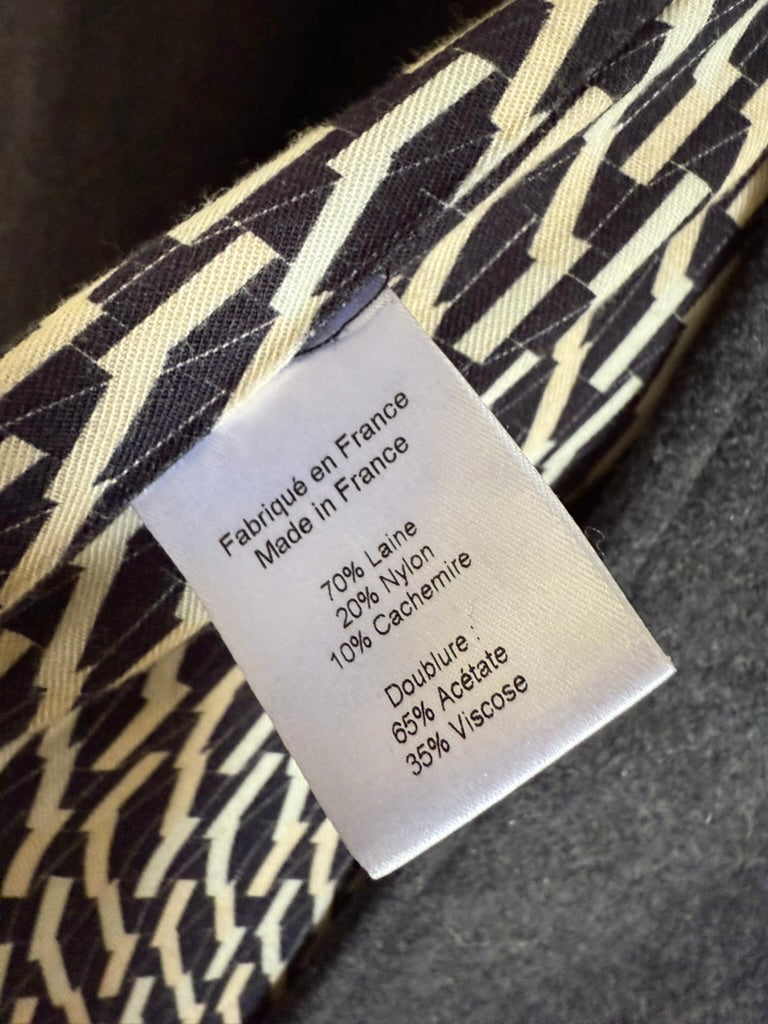 Fabriqué en France
Made in France
70% Laine
20% Nylon
10% Cachemire
Doublure :
65% Acétate
35% Viscose